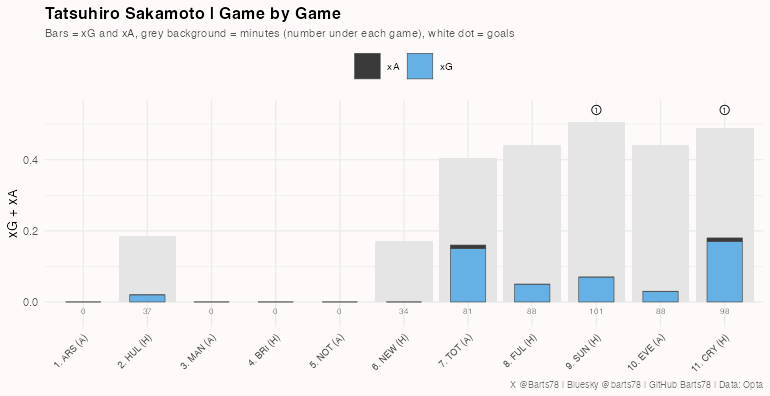 Tatsuhiro Sakamoto | Game by Game
Bars = xG and xA, grey background = minutes (number under each game), white dot = goals
xA xG
xG + xA
0.4
0.2
0.0
1 1
0 37 0 0 0 34 81 88 101 88 98
1. ARS (A) 2. HUL (H) 3. MAN (A) 4. BRI (H) 5. NOT (A) 6. NEW (H) 7. TOT (A) 8. FUL (H) 9. SUN (H) 10. EVE (A) 11. CRY (H)
X @Barts78 | Bluesky @barts78 | GitHub Barts78 | Data: Opta